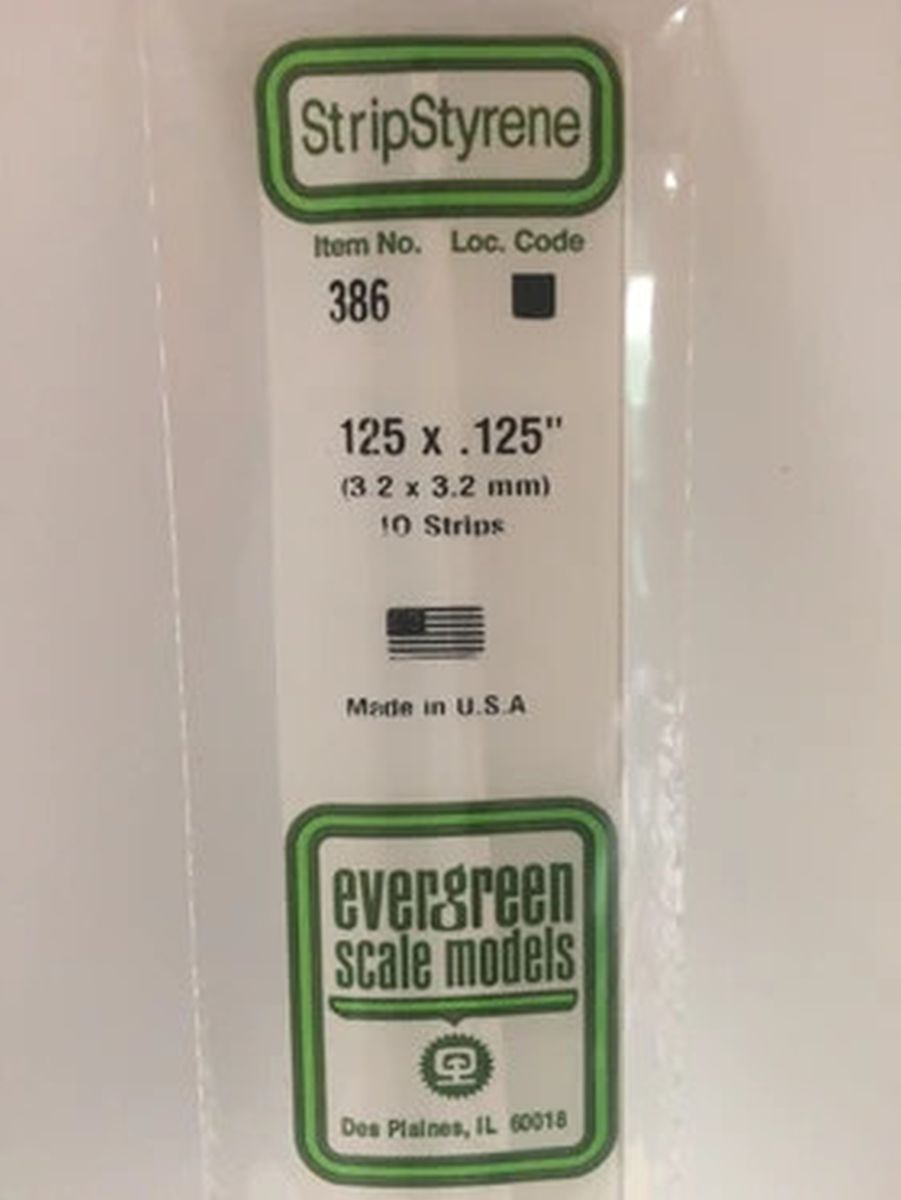 StripStyrene
Item No. Loc. Code
386
125 x .125"
(3 2 x 3.2 mm)
10 Strips
Made in U.S.A
evergreen
scale models
Des Plaines, IL 60018